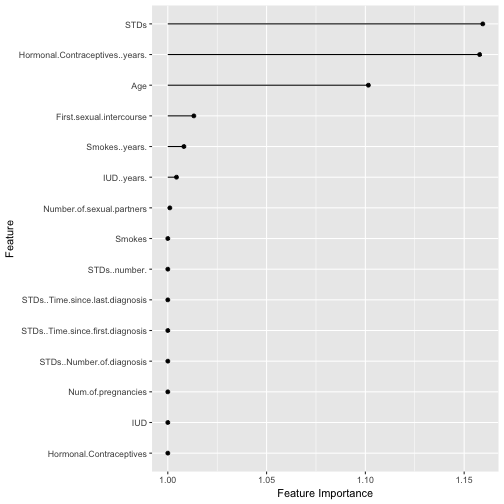 STDs
Hormonal.Contraceptives..years.
Age
First.sexual.intercourse
Smokes..years.
IUD..years.
Number.of.sexual.partners
Smokes
STDs..number.
STDs..Time.since.last.diagnosis
STDs..Time.since.first.diagnosis
STDs..Number.of.diagnosis
Num.of.pregnancies
IUD
Hormonal.Contraceptives
Feature
1.00 1.05 1.10 1.15
Feature Importance